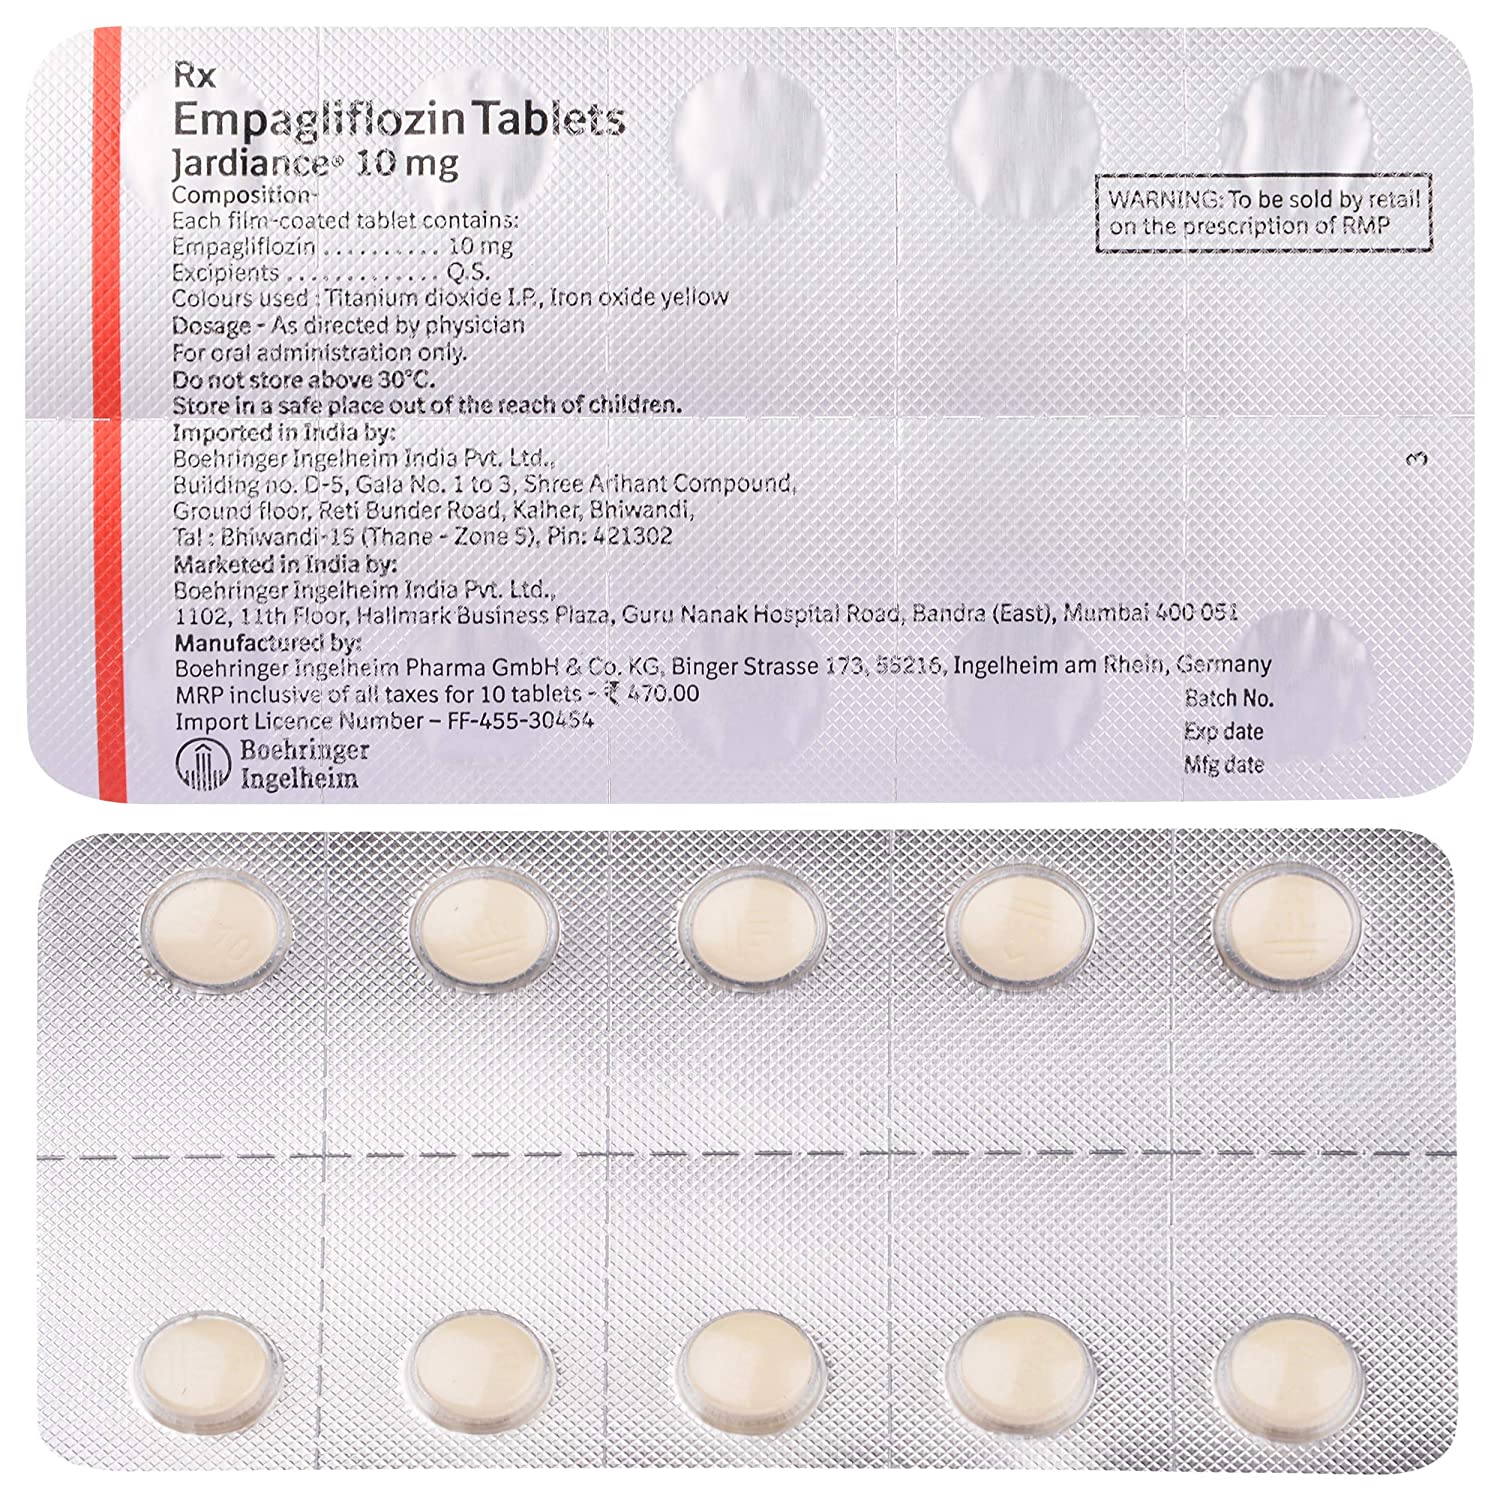 Rx
Empagliflozin Tablets
Jardiance® 10 mg
Composition-
Each film-coated tablet contains:
Empagliflozin .......... 10 mg
Excipients ............. Q.S.
Colours used : Titanium dioxide I.P., Iron oxide yellow
Dosage - As directed by physician
For oral administration only.
Do not store above 30°C.
Store in a safe place out of the reach of children.
Imported in India by:
Boehringer Ingelheim India Pvt. Ltd.,
Building no. D-5, Gala No. 1 to 3, Shree Arihant Compound,
Ground floor, Reti Bunder Road, Kalher, Bhiwandi,
Tal : Bhiwandi-15 (Thane - Zone 5), Pin: 421302
Marketed in India by:
Boehringer Ingelheim India Pvt. Ltd.,
1102, 11th Floor, Hallmark Business Plaza, Guru Nanak Hospital Road, Bandra (East), Mumbai 400 051
Manufactured by:
Boehringer Ingelheim Pharma GmbH & Co. KG, Binger Strasse 173, 55216, Ingelheim am Rhein, Germany
MRP inclusive of all taxes for 10 tablets - ₹ 470.00
Import Licence Number – FF-455-30454
Boehringer
Ingelheim
WARNING: To be sold by retail
on the prescription of RMP
3
Batch No.
Exp date
Mfg date